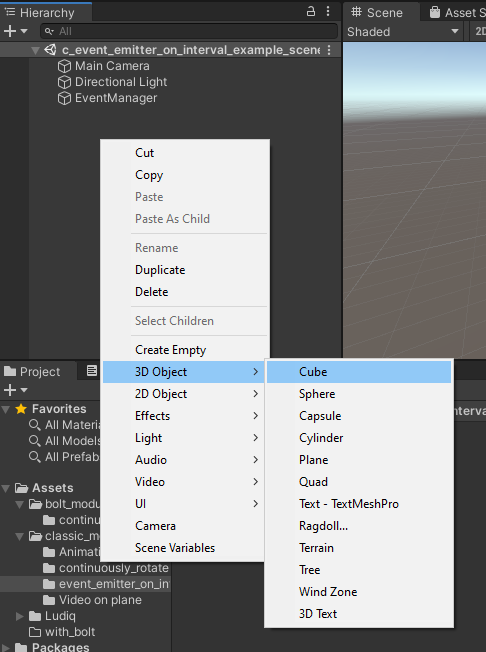 Hierarchy
Scene
Asset S
All
Shaded
2D
c_event_emitter_on_interval_example_scene
Main Camera
Directional Light
EventManager
Cut
Copy
Paste
Paste As Child
Rename
Duplicate
Delete
Select Children
Create Empty
3D Object
2D Object
Effects
Light
Audio
Video
UI
Camera
Scene Variables
Cube
Sphere
Capsule
Cylinder
Plane
Quad
Text - TextMeshPro
Ragdoll...
Terrain
Tree
Wind Zone
3D Text
Project
Favorites
All Materia
All Models
All Prefab
nterva
Assets
bolt_modu
continu
classic_m
Animati
continuously_rotate
event_emitter_on_in
Video on plane
Ludiq
with_bolt
Packages